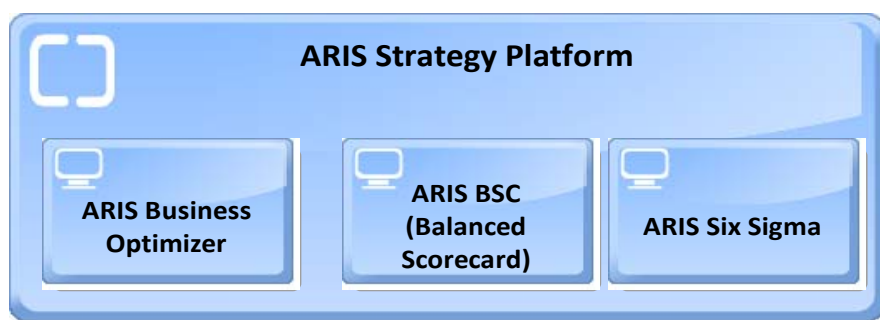 ARIS Strategy Platform
ARIS Business
Optimizer
ARIS BSC
(Balanced
Scorecard)
ARIS Six Sigma